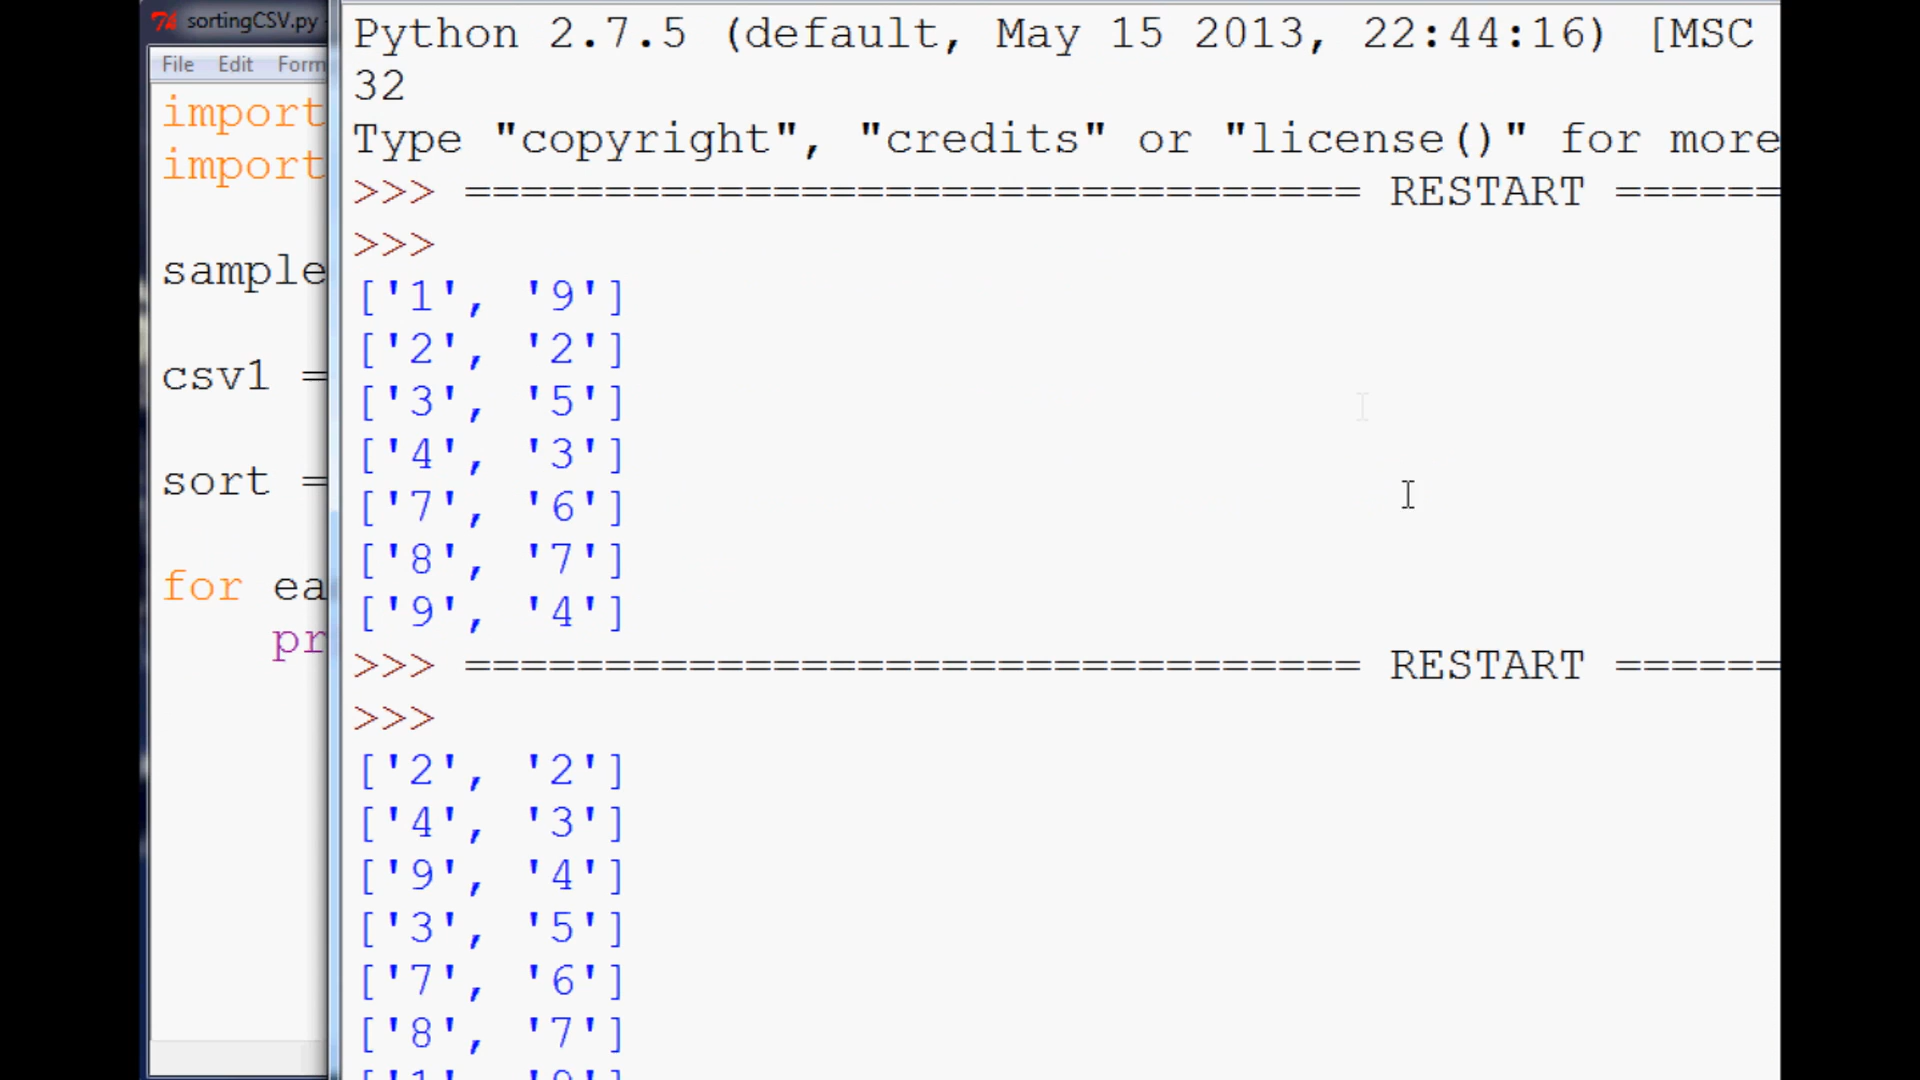 sortingCSV.py -
File Edit Form
import
import
sample
csv1 =
sort =
for ea
pr
Python 2.7.5 (default, May 15 2013, 22:44:16) [MSC
32
Type "copyright", "credits" or "license()" for more
>>> ================================ RESTART ======
>>>
['1', '9']
['2', '2']
['3', '5']
['4', '3']
['7', '6']
['8', '7']
['9', '4']
>>> ================================ RESTART ======
>>>
['2', '2']
['4', '3']
['9', '4']
['3', '5']
['7', '6']
['8', '7']